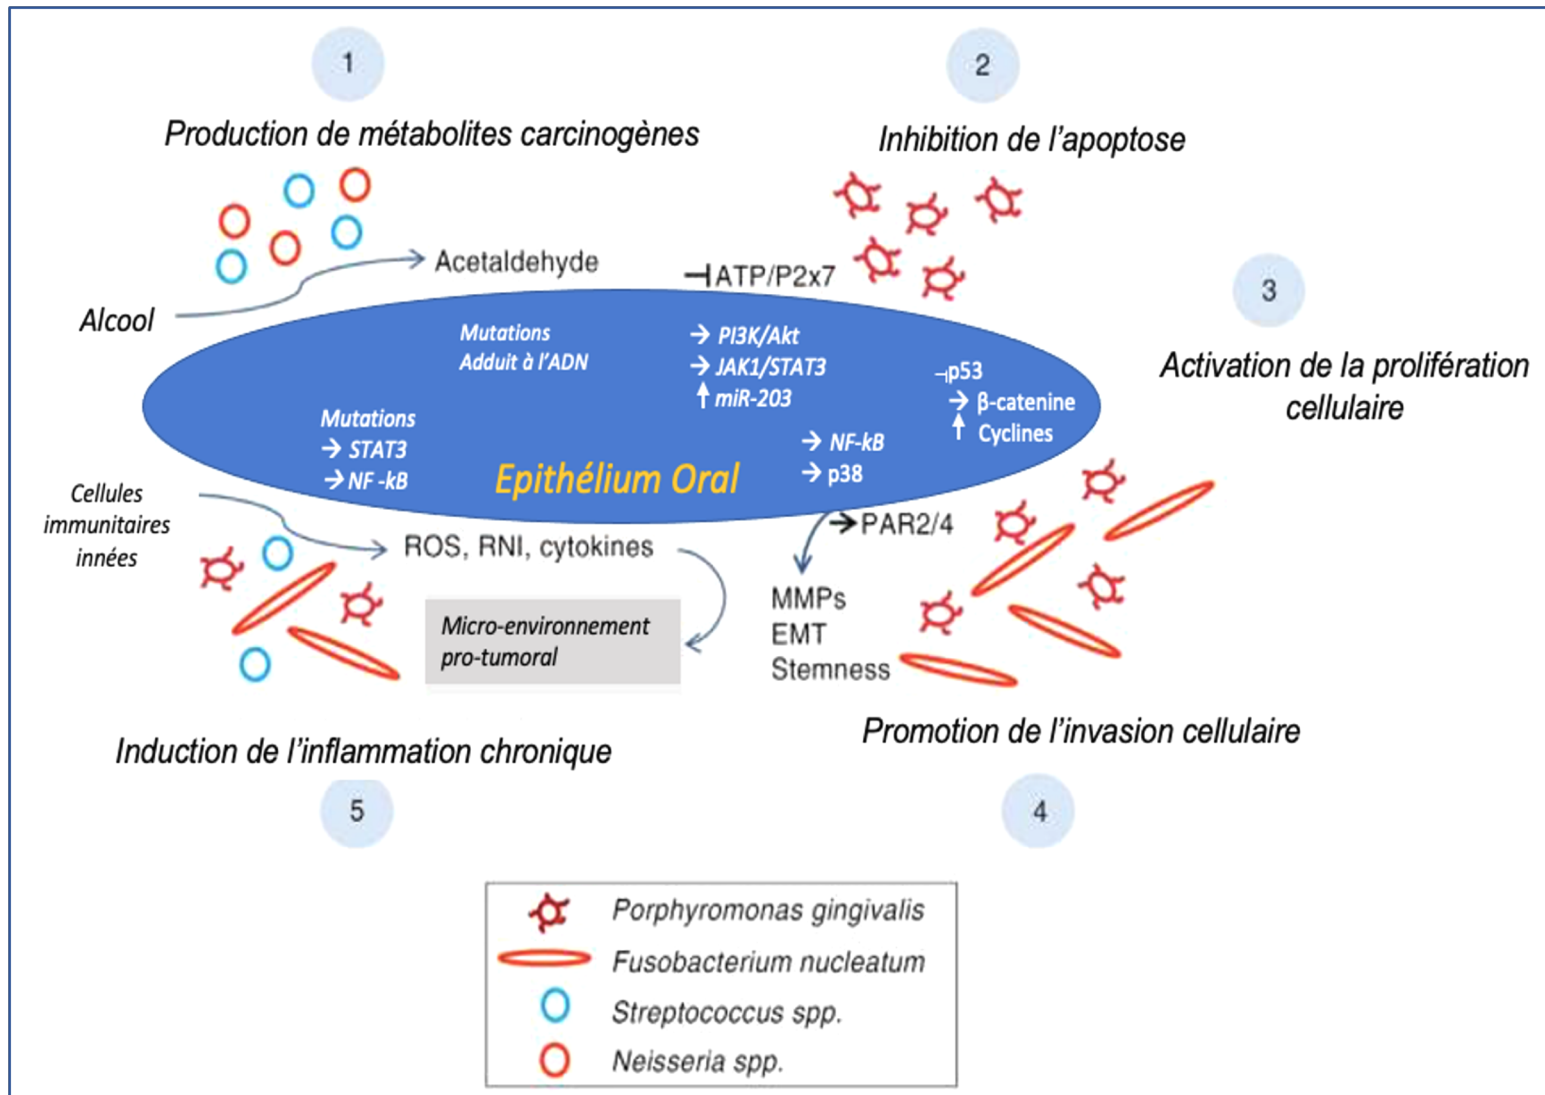 1
Production de métabolites carcinogènes
Alcool
Acetaldehyde
2
Inhibition de l’apoptose
⊣ATP/P2x7
3
Activation de la prolifération
cellulaire
Mutations
Adduit à l’ADN
→ PI3K/Akt
→ JAK1/STAT3
↑ miR-203
⊣p53
→ β-catenine
↑ Cyclines
Mutations
→ STAT3
→ NF -kB
→ NF-kB
→ p38
Epithélium Oral
Cellules
immunitaires
innées
ROS, RNI, cytokines
Micro-environnement
pro-tumoral
→ PAR2/4
MMPs
EMT
Stemness
Promotion de l’invasion cellulaire
4
Induction de l’inflammation chronique
5
Porphyromonas gingivalis
Fusobacterium nucleatum
Streptococcus spp.
Neisseria spp.